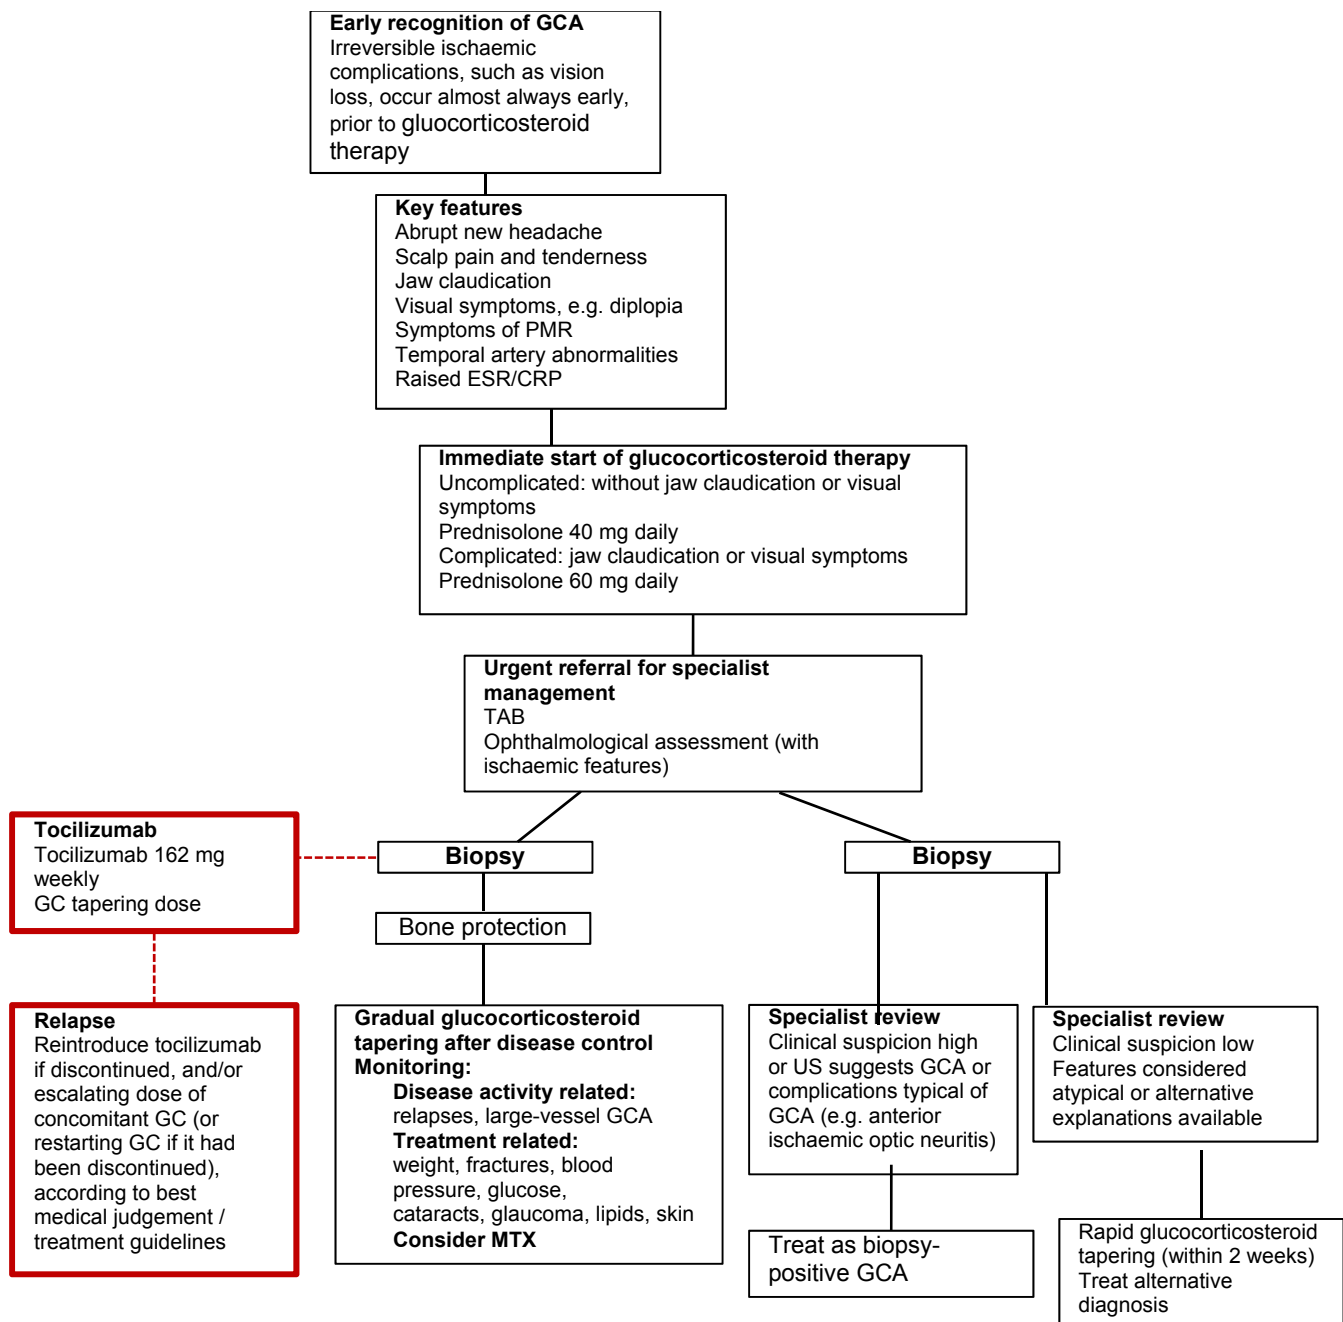 Early recognition of GCA
Irreversible ischaemic
complications, such as vision
loss, occur almost always early,
prior to gluocorticosteroid
therapy
Key features
Abrupt new headache
Scalp pain and tenderness
Jaw claudication
Visual symptoms, e.g. diplopia
Symptoms of PMR
Temporal artery abnormalities
Raised ESR/CRP
Immediate start of glucocorticosteroid therapy
Uncomplicated: without jaw claudication or visual
symptoms
Prednisolone 40 mg daily
Complicated: jaw claudication or visual symptoms
Prednisolone 60 mg daily
Urgent referral for specialist
management
TAB
Ophthalmological assessment (with
ischaemic features)
Tocilizumab
Tocilizumab 162 mg
weekly
GC tapering dose
Biopsy
Biopsy
Bone protection
Relapse
Reintroduce tocilizumab
if discontinued, and/or
escalating dose of
concomitant GC (or
restarting GC if it had
been discontinued),
according to best
medical judgement /
treatment guidelines
Gradual glucocorticosteroid
tapering after disease control
Monitoring:
Disease activity related:
relapses, large-vessel GCA
Treatment related:
weight, fractures, blood
pressure, glucose,
cataracts, glaucoma, lipids, skin
Consider MTX
Specialist review
Clinical suspicion high
or US suggests GCA or
complications typical of
GCA (e.g. anterior
ischaemic optic neuritis)
Specialist review
Clinical suspicion low
Features considered
atypical or alternative
explanations available
Treat as biopsy-
positive GCA
Rapid glucocorticosteroid
tapering (within 2 weeks)
Treat alternative
diagnosis